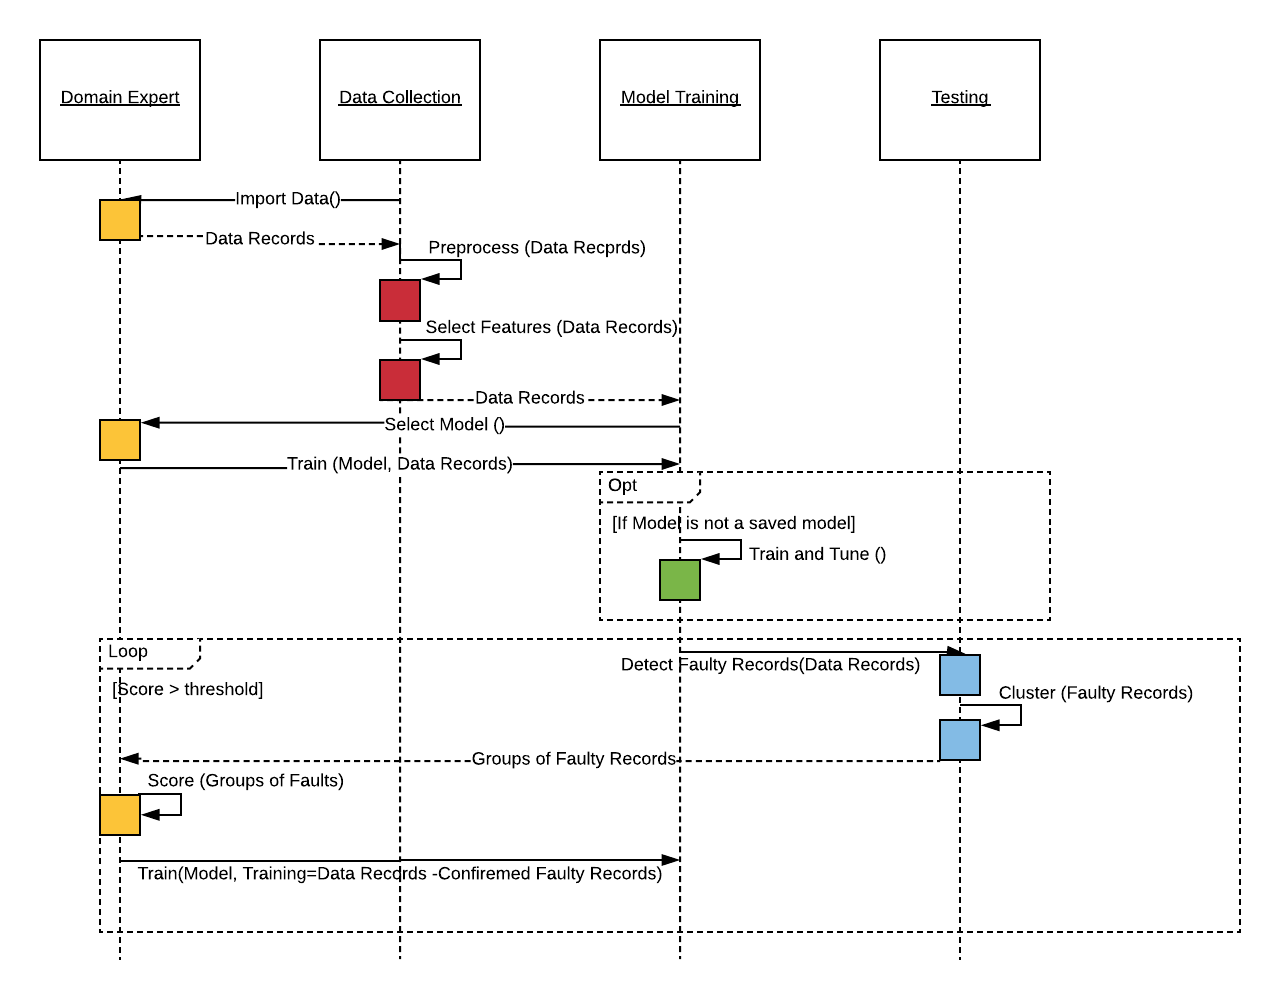 Domain Expert
Data Collection
Model Training
Testing
Import Data()
Data Records
Preprocess (Data Recprds)
Select Features (Data Records)
Data Records
Select Model ()
Train (Model, Data Records)
Opt
[If Model is not a saved model]
Train and Tune ()
Loop
Detect Faulty Records(Data Records)
[Score > threshold]
Cluster (Faulty Records)
Groups of Faulty Records
Score (Groups of Faults)
Train(Model, Training=Data Records -Confiremed Faulty Records)